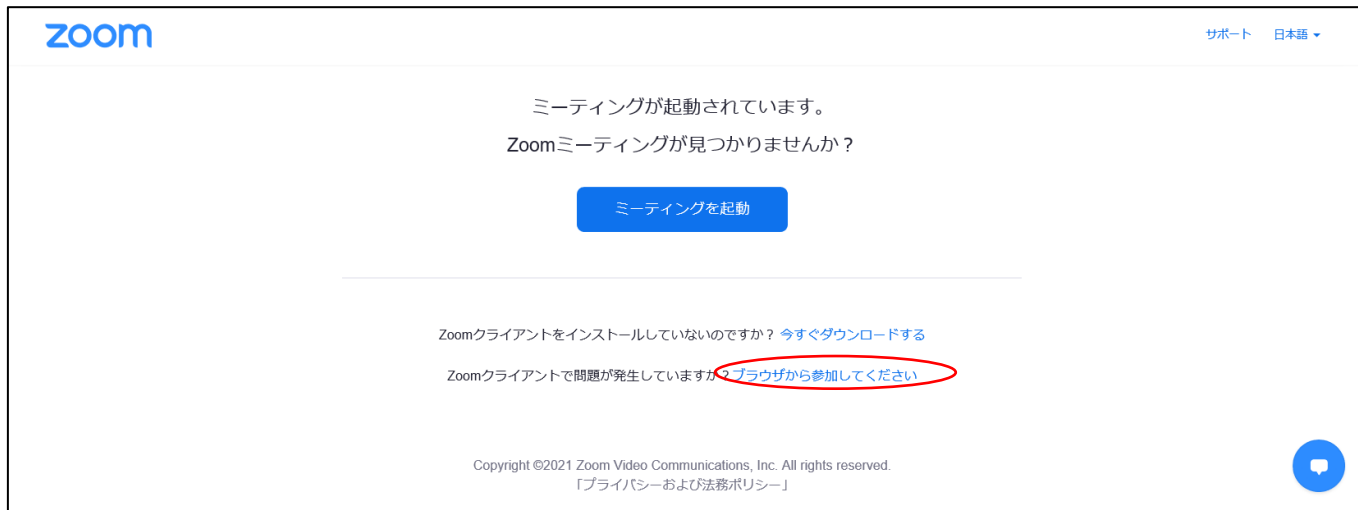 zoom
サポート 日本語
ミーティングが起動されています。
Zoomミーティングが見つかりませんか？
ミーティングを起動
Zoomクライアントをインストールしていないのですか？ 今すぐダウンロードする
Zoomクライアントで問題が発生していますか？ブラウザから参加してください
Copyright ©2021 Zoom Video Communications, Inc. All rights reserved.
「プライバシーおよび法務ポリシー」